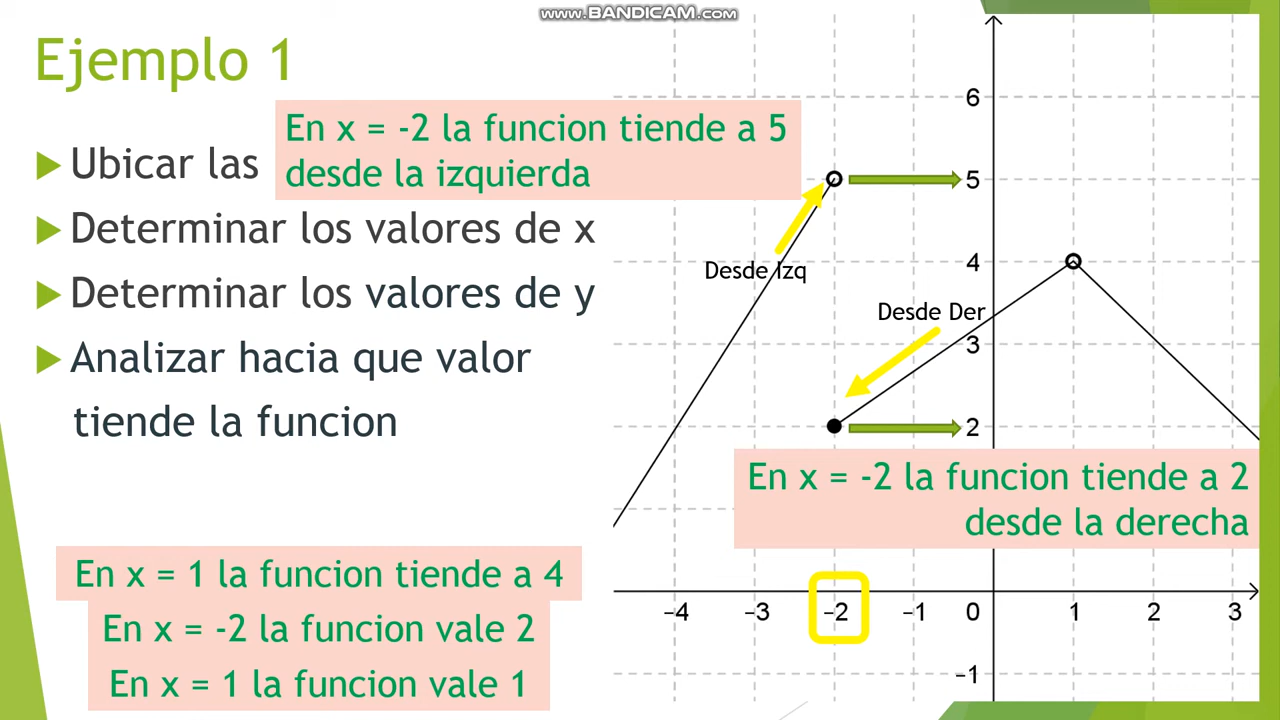 www.BANDICAM.com
Ejemplo 1
En x = -2 la funcion tiende a 5
desde la izquierda
Ubicar las
Determinar los valores de x
Determinar los valores de y
Analizar hacia que valor
tiende la funcion
En x = 1 la funcion tiende a 4
En x = -2 la funcion vale 2
En x = 1 la funcion vale 1
6
5
Desde Izq
4
Desde Der
3
2
En x = -2 la funcion tiende a 2
desde la derecha
−4 −3 −2 −1 0 1 2 3
−1